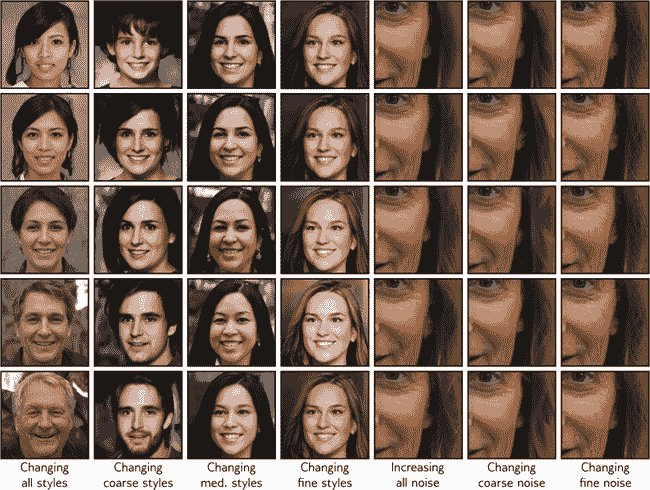 Changing
all styles
Changing
coarse styles
Changing
med. styles
Changing
fine styles
Increasing
all noise
Changing
coarse noise
Changing
fine noise